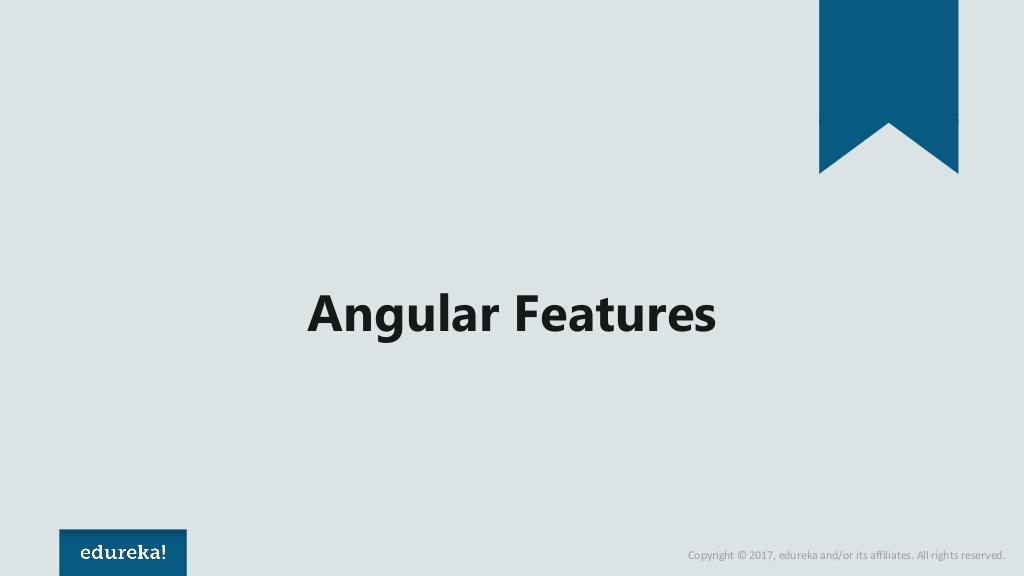 Angular Features
edureka!
Copyright © 2017, edureka and/or its affiliates. All rights reserved.